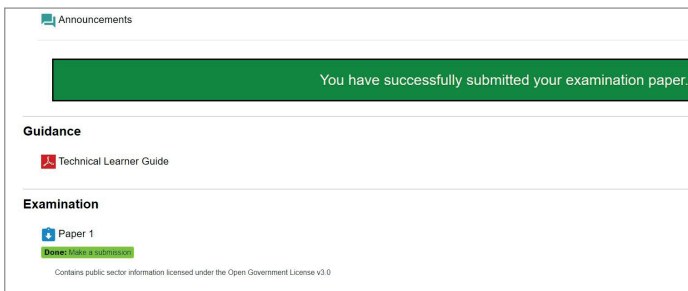 Announcements
You have successfully submitted your examination paper.
Guidance
Technical Learner Guide
Examination
Paper 1
Done: Make a submission
Contains public sector information licensed under the Open Government License v3.0